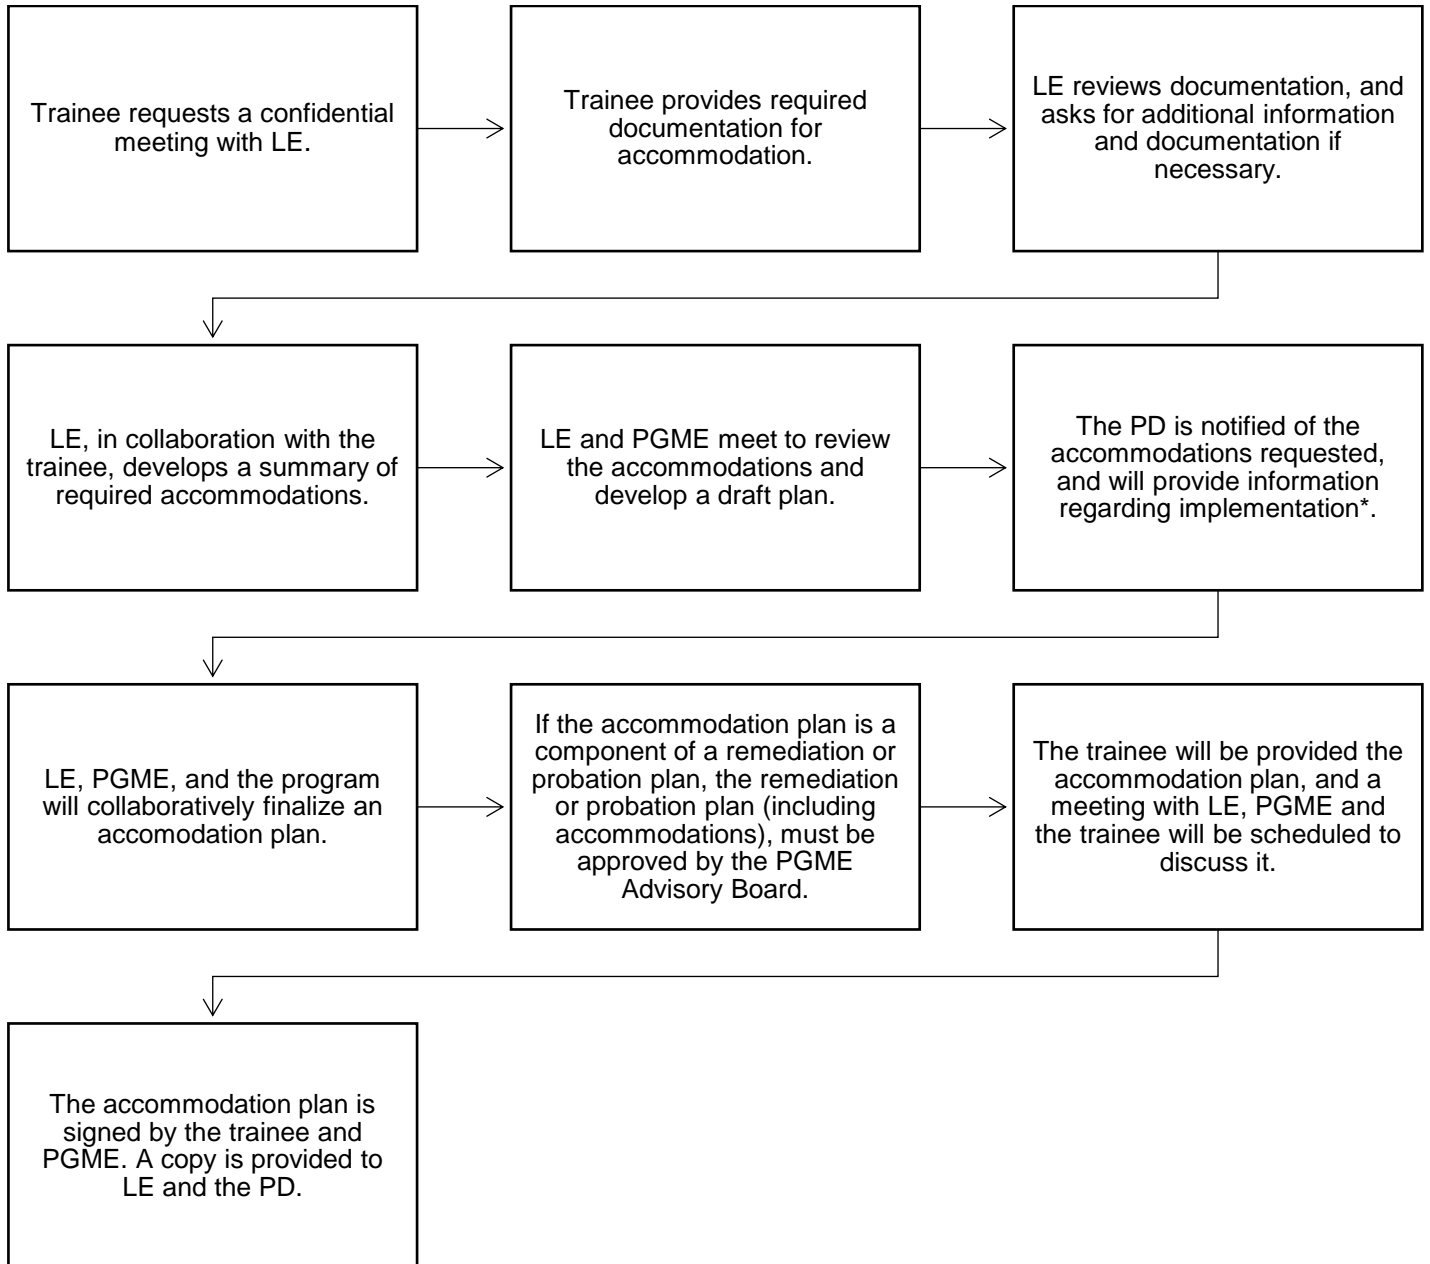 Trainee requests a confidential
meeting with LE.
Trainee provides required
documentation for
accommodation.
LE reviews documentation, and
asks for additional information
and documentation if
necessary.
LE, in collaboration with the
trainee, develops a summary of
required accommodations.
LE and PGME meet to review
the accommodations and
develop a draft plan.
The PD is notified of the
accommodations requested,
and will provide information
regarding implementation*.
LE, PGME, and the program
will collaboratively finalize an
accomodation plan.
If the accommodation plan is a
component of a remediation or
probation plan, the remediation
or probation plan (including
accommodations), must be
approved by the PGME
Advisory Board.
The trainee will be provided the
accommodation plan, and a
meeting with LE, PGME and
the trainee will be scheduled to
discuss it.
The accommodation plan is
signed by the trainee and
PGME. A copy is provided to
LE and the PD.